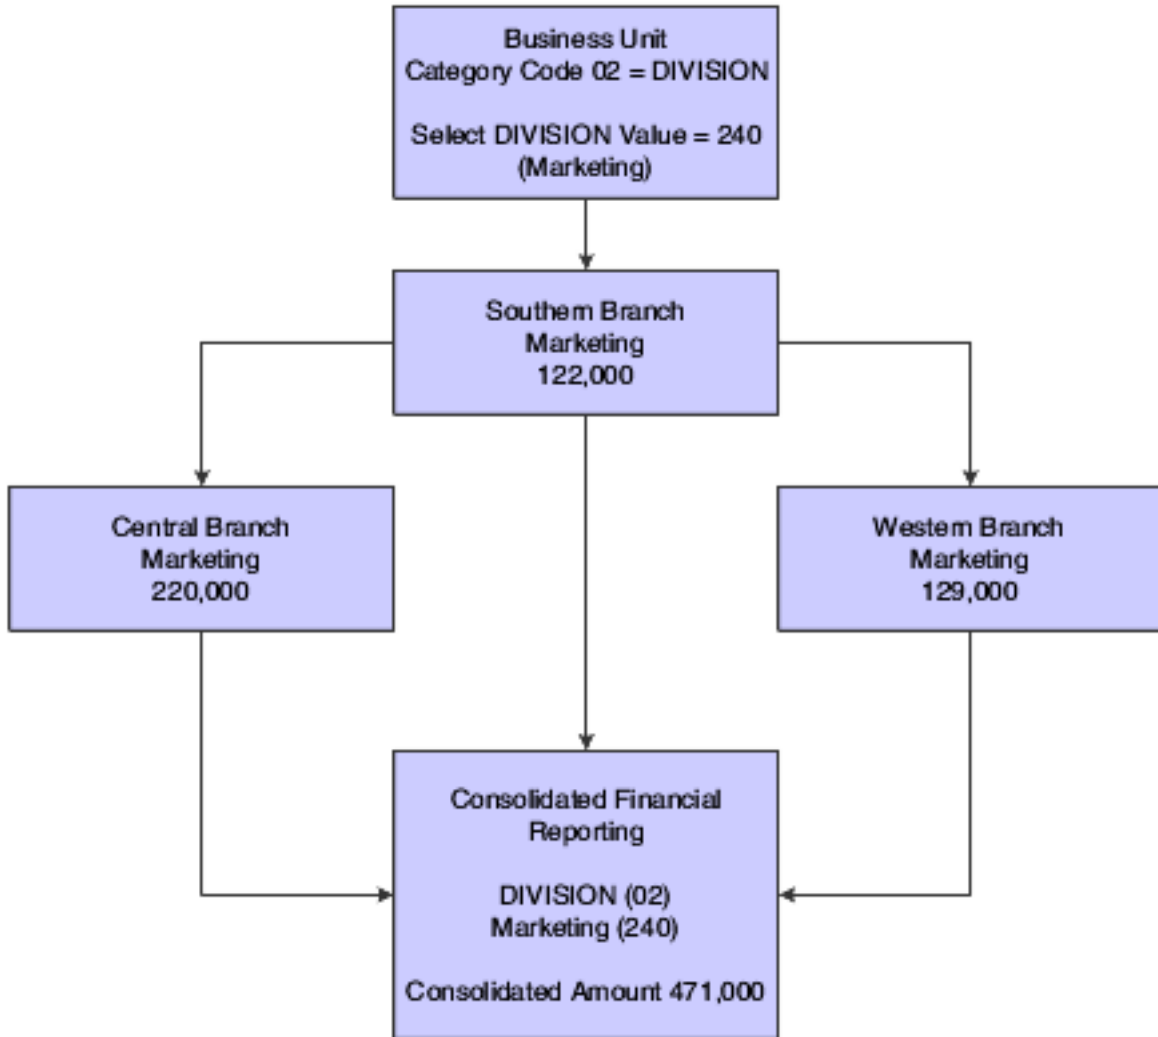 Business Unit
Category Code 02 = DIVISION
Select DIVISION Value = 240
(Marketing)
Southern Branch
Marketing
122,000
Central Branch
Marketing
220,000
Western Branch
Marketing
129,000
Consolidated Financial
Reporting
DIVISION (02)
Marketing (240)
Consolidated Amount 471,000